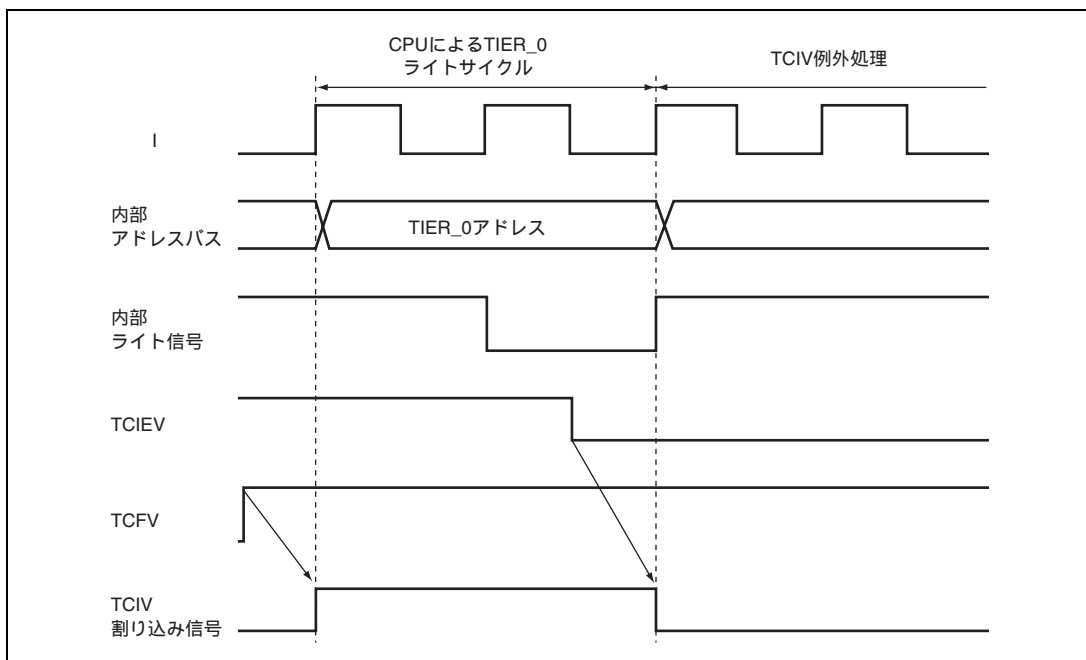 CPUによるTIER_0
ライトサイクル
TCIV例外処理
I
内部
アドレスバス
TIER_0アドレス
内部
ライト信号
TCIEV
TCFV
TCIV
割り込み信号